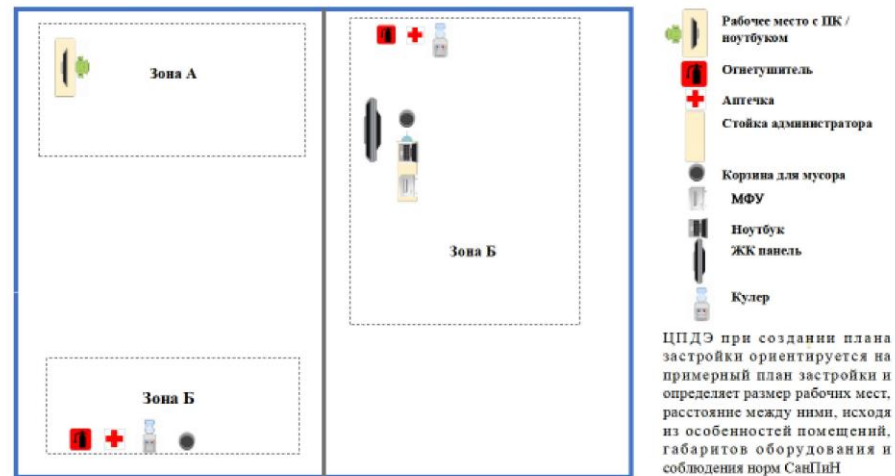 Зона А
Зона Б
Зона Б
Рабочее место с ПК /
ноутбуком
Огнетушитель
Аптечка
Стойка администратора
Корзина для мусора
МФУ
Ноутбук
ЖК панель
Кулер
ЦПДЭ при создании плана
застройки ориентируется на
примерный план застройки и
определяет размер рабочих мест,
расстояние между ними, исходя
из особенностей помещений,
габаритов оборудования и
соблюдения норм СанПиН